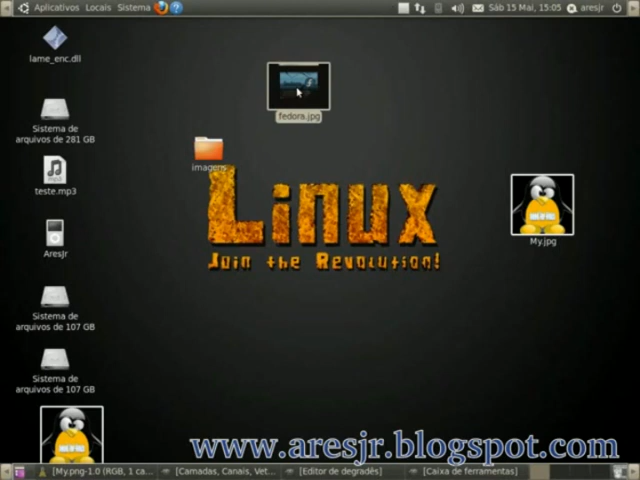 Aplicativos Locais Sistema
Sáb 15 Mai, 15:05 aresjr
lame_enc.dll
fedora.jpg
Sistema de
arquivos de 281 GB
imagens
teste.mp3
Linux
Join the Revolution!
My.jpg
AresJr
Sistema de
arquivos de 107 GB
Sistema de
arquivos de 107 GB
www.aresjr.blogspot.com
[My.png-1.0 (RGB, 1 ca...
[Camadas, Canais, Vet...
[Editor de degradês]
[Caixa de ferramentas]